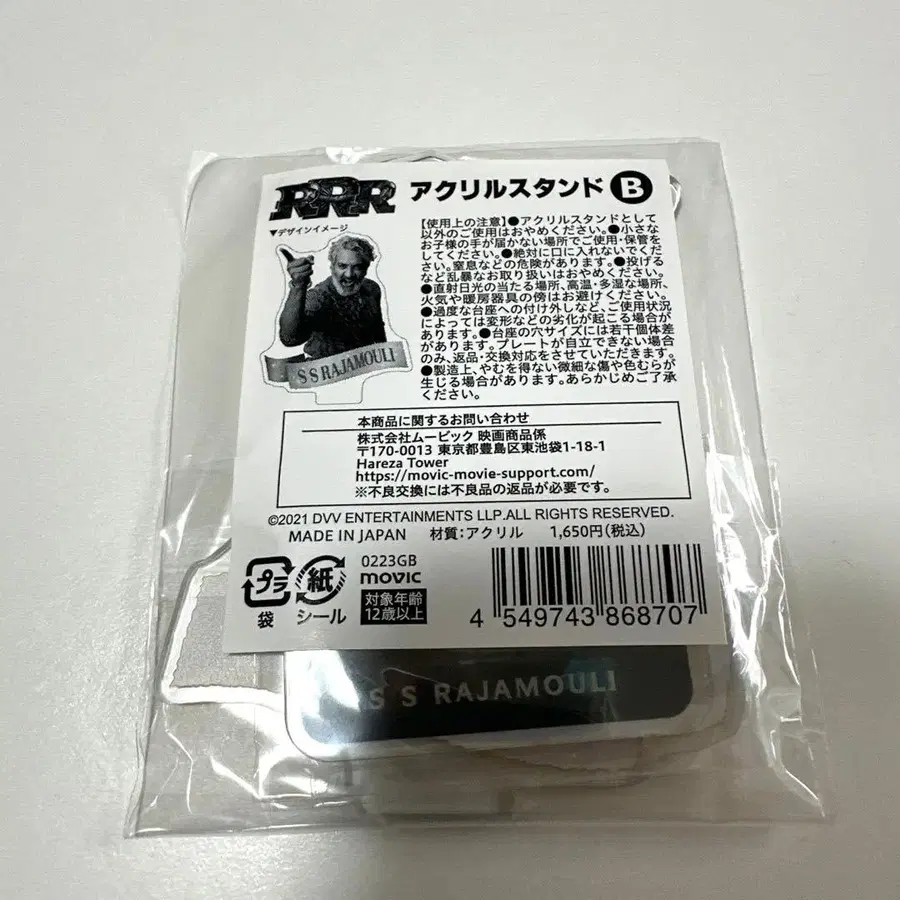 RRR アクリルスタンド B
▼デザインイメージ
S S RAJAMOULI
【使用上の注意】●アクリルスタンドとして
以外のご使用はおやめください。●小さな
お子様の手が届かない場所でご使用・保管を
してください。●絶対に口に入れないでくだ
さい。窒息などの危険があります。●投げる
など乱暴なお取り扱いはおやめください。
●直射日光の当たる場所、高温・多湿な場所、
火気や暖房器具の傍はお避けください。
●過度な台座への付け外しなど、ご使用状況
によっては変形などの劣化が起こる場合が
あります。●台座の穴サイズには若干個体差
があります。プレートが自立できない場合
のみ、返品・交換対応をさせていただきます。
●製造上、やむを得ない微細な傷や色むらが
生じる場合があります。あらかじめご了承
ください。
本商品に関するお問い合わせ
株式会社ムービック 映画商品係
〒170-0013 東京都豊島区東池袋1-18-1
Hareza Tower
https://movic-movie-support.com/
※不良交換には不良品の返品が必要です。
©2021 DVV ENTERTAINMENTS LLP.ALL RIGHTS RESERVED.
MADE IN JAPAN 材質：アクリル 1,650円(税込)
プラ
袋
紙
シール
0223GB
movic
対象年齢
12歳以上
4 549743 868707
S S RAJAMOULI